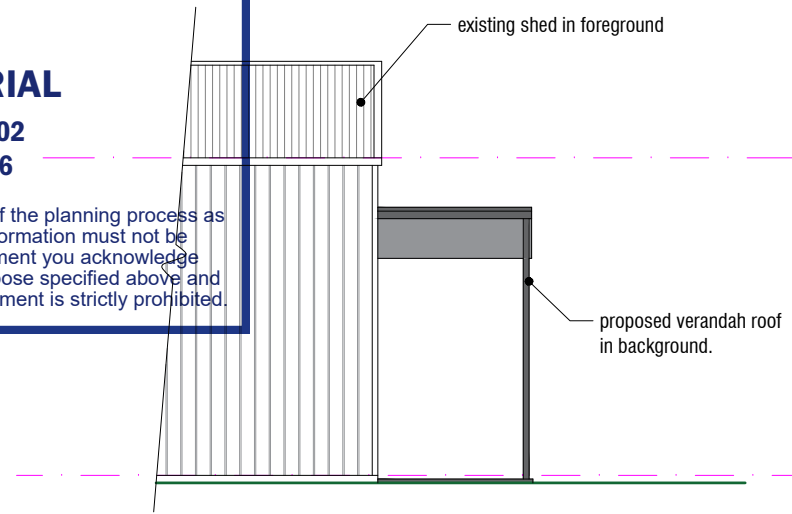 existing shed in foreground
RIAL
02
6
f the planning process as
ormation must not be
ment you acknowledge
pose specified above and
ment is strictly prohibited.
proposed verandah roof
in background.